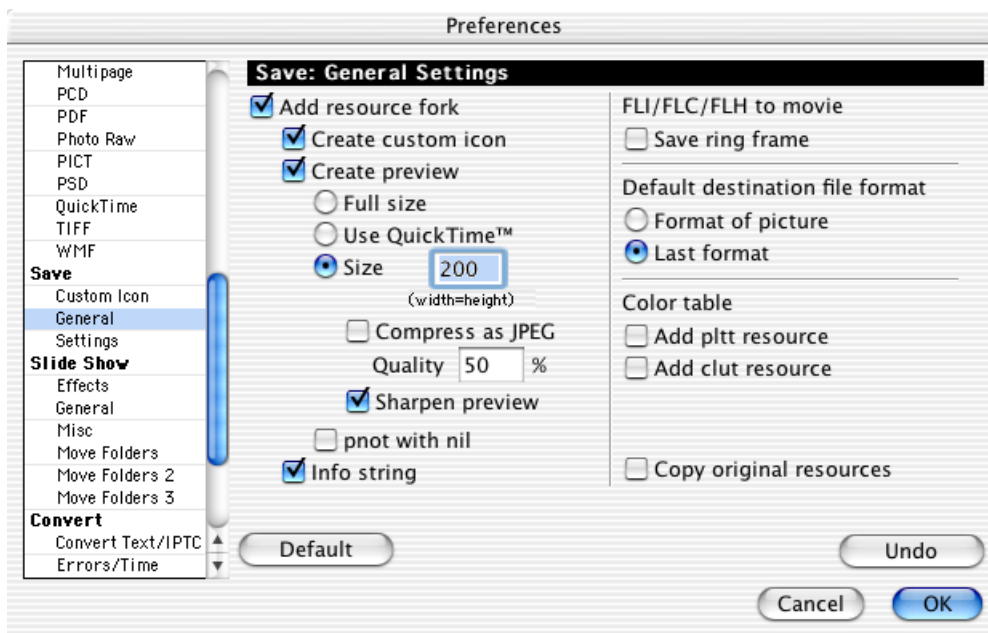 Preferences
Multipage
PCD
PDF
Photo Raw
PICT
PSD
QuickTime
TIFF
WMF
Save
Custom Icon
General
Settings
Slide Show
Effects
General
Misc
Move Folders
Move Folders 2
Move Folders 3
Convert
Convert Text/IPTC
Errors/Time
Save: General Settings
Add resource fork
Create custom icon
Create preview
Full size
Use QuickTime™
Size 200
(width=height)
Compress as JPEG
Quality 50 %
Sharpen preview
pnot with nil
Info string
FLI/FLC/FLH to movie
Save ring frame
Default destination file format
Format of picture
Last format
Color table
Add pltt resource
Add clut resource
Copy original resources
Default
Undo
Cancel
OK